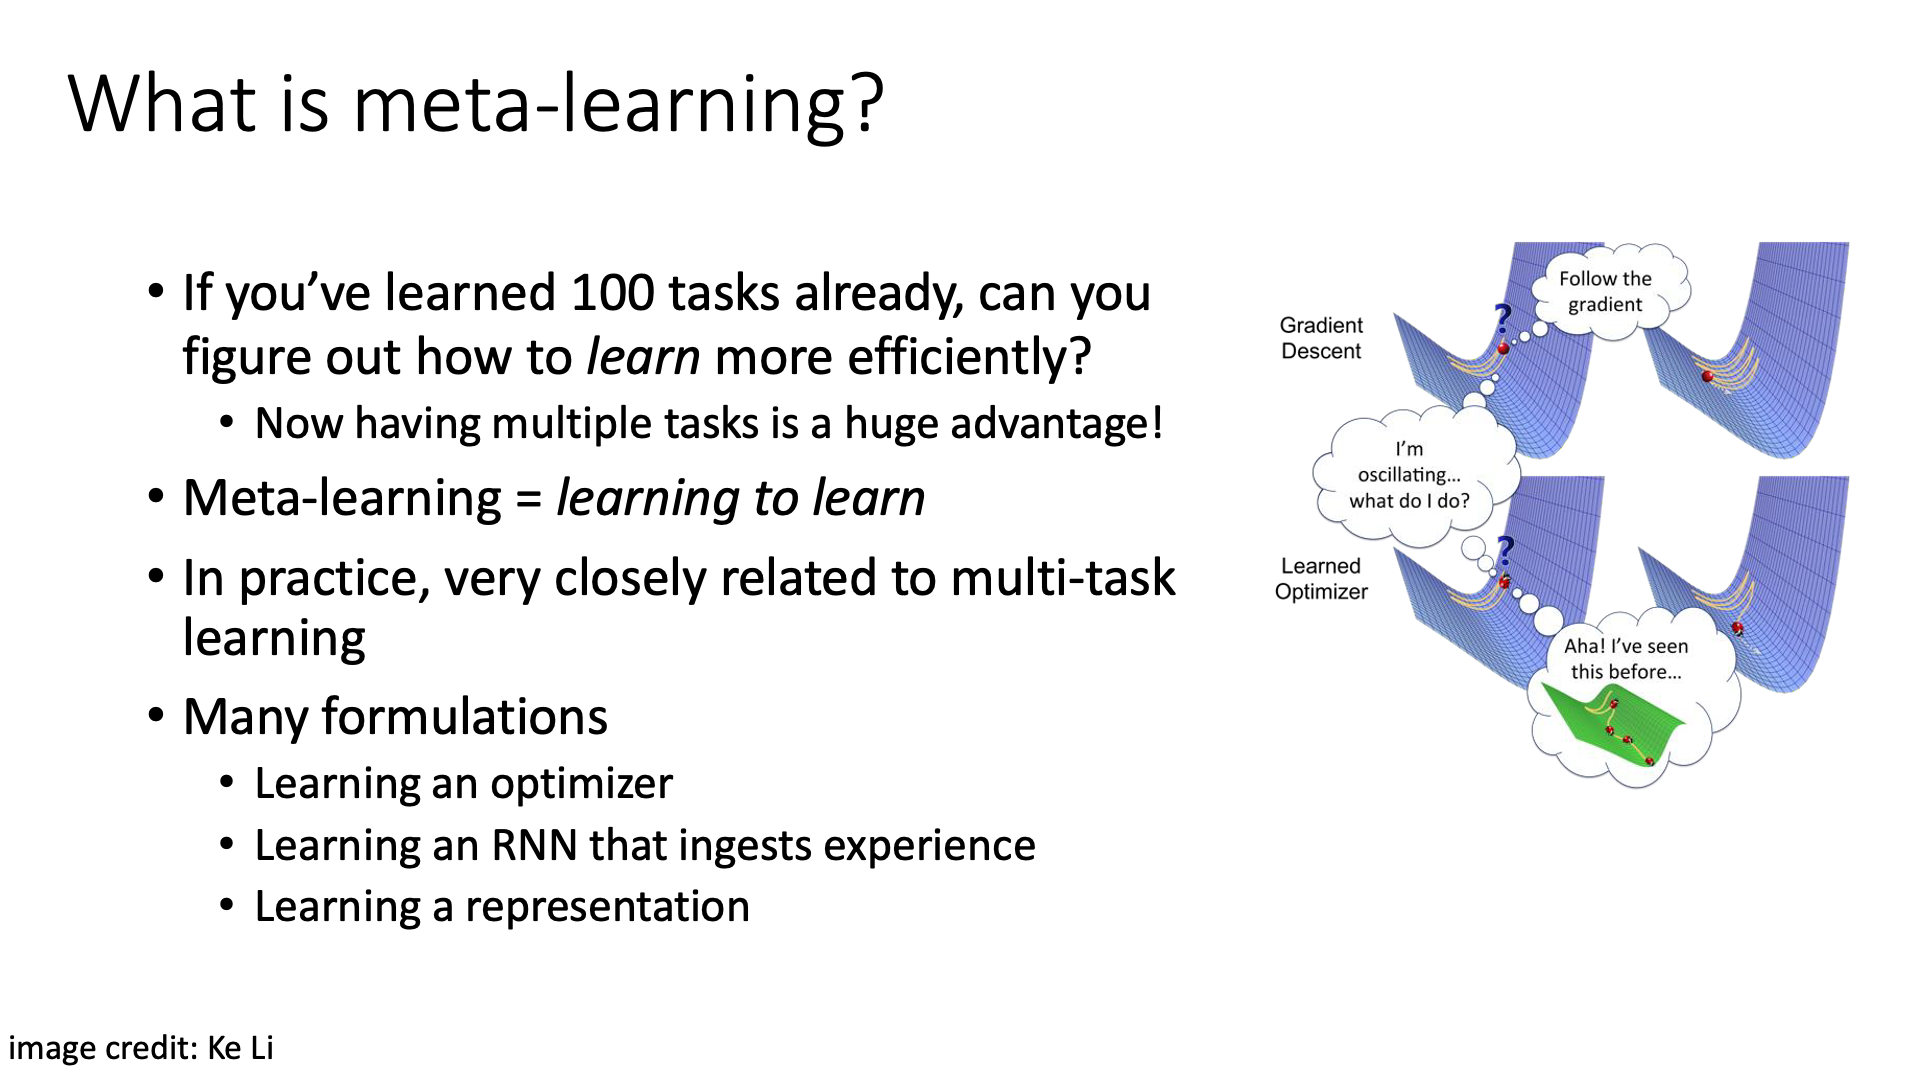 What is meta-learning?
• If you’ve learned 100 tasks already, can you
figure out how to learn more efficiently?
• Now having multiple tasks is a huge advantage!
• Meta-learning = learning to learn
• In practice, very closely related to multi-task
learning
• Many formulations
• Learning an optimizer
• Learning an RNN that ingests experience
• Learning a representation
Follow the
gradient
?
Gradient
Descent
I’m
oscillating...
what do I do?
?
Learned
Optimizer
Aha! I’ve seen
this before...
image credit: Ke Li